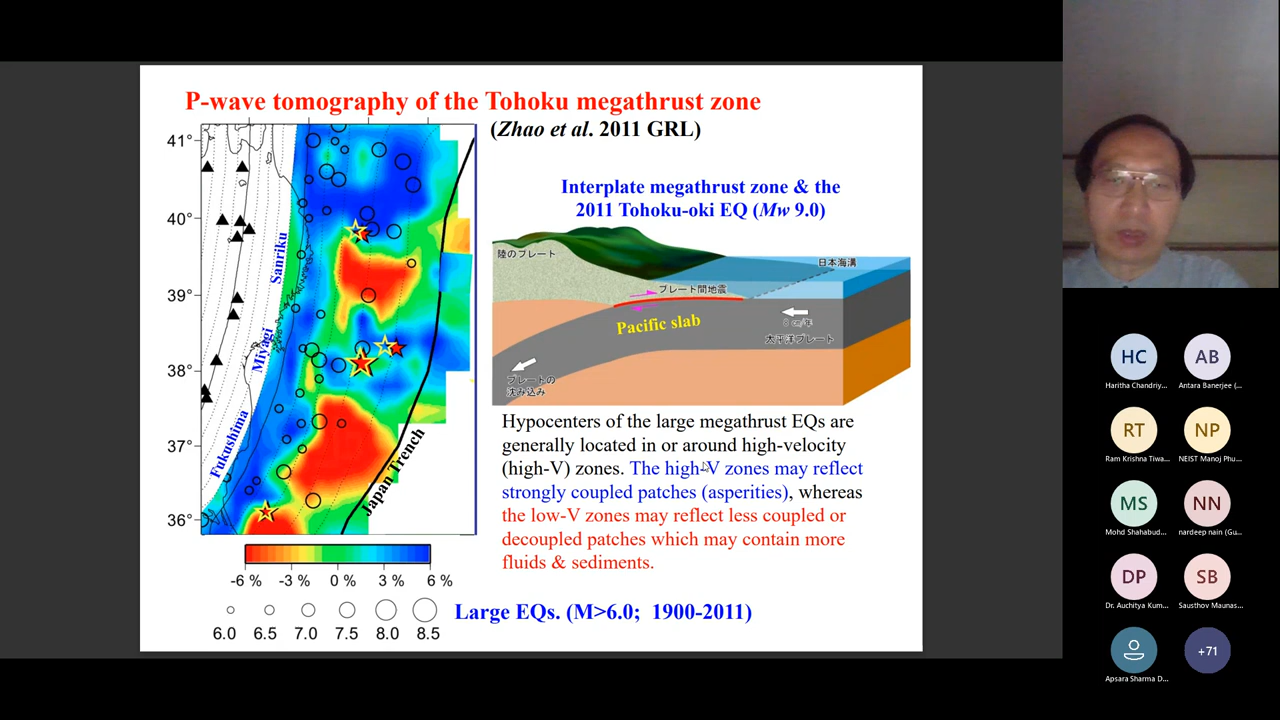 P-wave tomography of the Tohoku megathrust zone
(Zhao et al. 2011 GRL)
41°
40°
39°
38°
37°
36°
Sanriku
Miyagi
Fukushima
Japan Trench
-6 % -3 % 0 % 3 % 6 %
6.0 6.5 7.0 7.5 8.0 8.5
Large EQs. (M>6.0; 1900-2011)
Interplate megathrust zone & the
2011 Tohoku-oki EQ (Mw 9.0)
陸のプレート
日本海溝
プレート間地震
Pacific slab
8 cm/年
太平洋プレート
プレートの
沈み込み
Hypocenters of the large megathrust EQs are
generally located in or around high-velocity
(high-V) zones. The high-V zones may reflect
strongly coupled patches (asperities), whereas
the low-V zones may reflect less coupled or
decoupled patches which may contain more
fluids & sediments.
HC AB
Haritha Chandriy... Antara Banerjee (...
RT NP
Ram Krishna Tiwa... NEIST Manoj Phu...
MS NN
Mohd Shahabud... nardeep nain (Gu...
DP SB
Dr. Auchitya Kum... Sausthov Maunas...
+71
Apsara Sharma D...